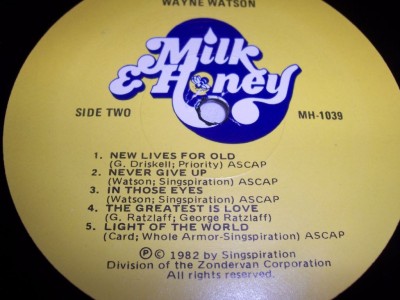 WAYNE WATSON
Milk
& Honey
SIDE TWO
MH-1039
1. NEW LIVES FOR OLD
(G. Driskell; Priority) ASCAP
2. NEVER GIVE UP
(Watson; Singspiration) ASCAP
3. IN THOSE EYES
(Watson; Singspiration) ASCAP
4. THE GREATEST IS LOVE
(G. Ratzlaff; George Ratzlaff)
5. LIGHT OF THE WORLD
(Card; Whole Armor-Singspiration) ASCAP
Ⓟ © 1982 by Singspiration
Division of the Zondervan Corporation
All rights reserved.